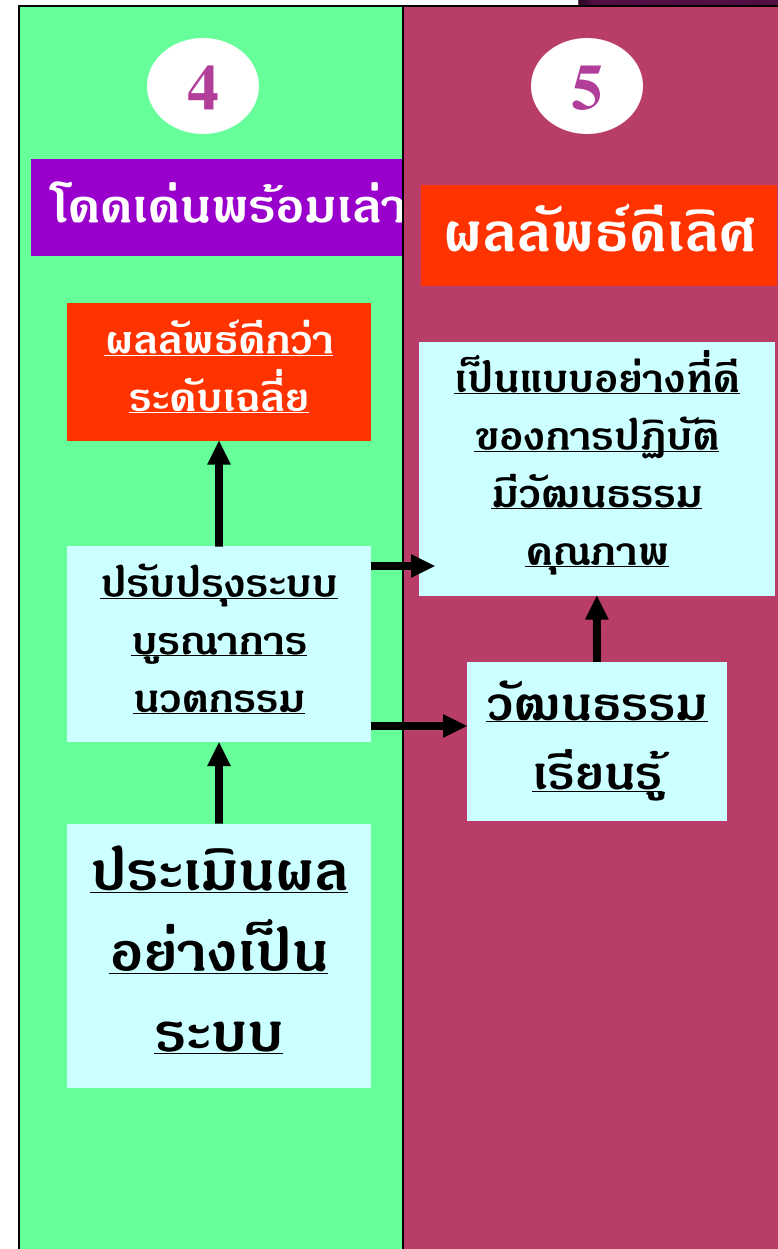 4
โดดเด่นพร้อมเล่า
ผลลัพธ์ดีกว่า
ระดับเฉลี่ย
ปรับปรุงระบบ
บูรณาการ
นวตกรรม
ประเมินผล
อย่างเป็น
ระบบ
5
ผลลัพธ์ดีเลิศ
เป็นแบบอย่างที่ดี
ของการปฏิบัติ
มีวัฒนธรรม
คุณภาพ
วัฒนธรรม
เรียนรู้